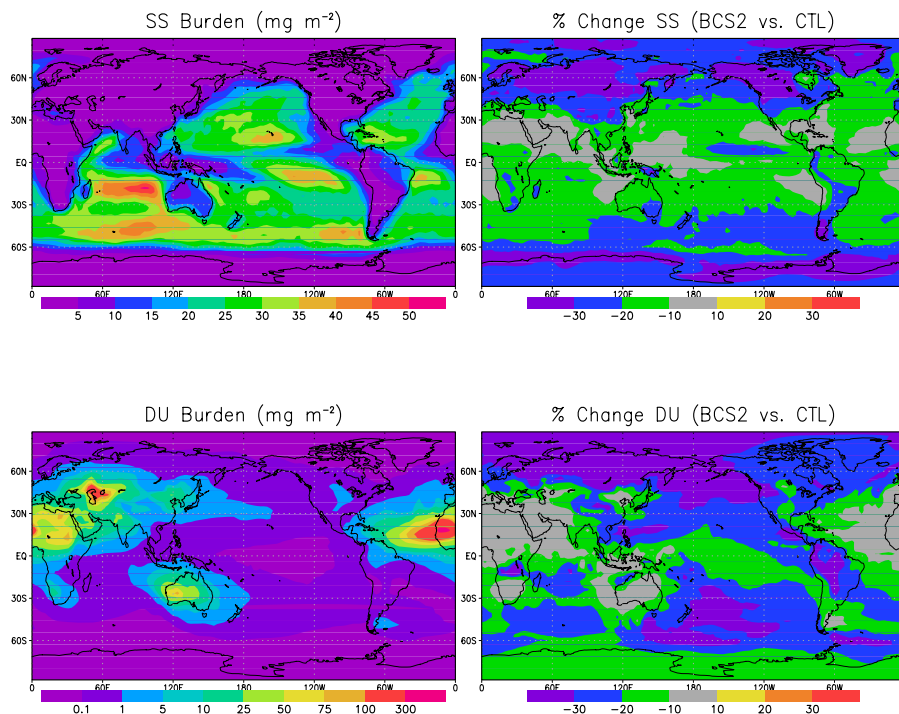 SS Burden (mg m⁻²)
60N
30N
EQ
30S
60S
0 60E 120E 180 120W 60W 0
5 10 15 20 25 30 35 40 45 50
% Change SS (BCS2 vs. CTL)
60N
30N
EQ
30S
60S
0 60E 120E 180 120W 60W
−30 −20 −10 10 20 30
DU Burden (mg m⁻²)
60N
30N
EQ
30S
60S
0 60E 120E 180 120W 60W 0
0.1 1 5 10 25 50 75 100 300
% Change DU (BCS2 vs. CTL)
60N
30N
EQ
30S
60S
0 60E 120E 180 120W 60W
−30 −20 −10 10 20 30